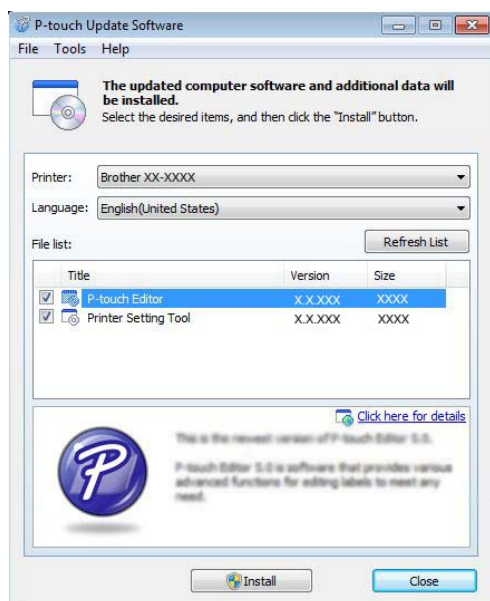 P-touch Update Software
File Tools Help
The updated computer software and additional data will
be installed.
Select the desired items, and then click the "Install" button.
Printer: Brother XX-XXXX
Language: English(United States)
File list: Refresh List
Title Version Size
P-touch Editor X.X.XXX XXXX
Printer Setting Tool X.X.XXX XXXX
Click here for details
This is the newest version of P-touch Editor 5.0.
P-touch Editor 5.0 is software that provides various
advanced functions for editing labels to meet any
need.
P
Install Close